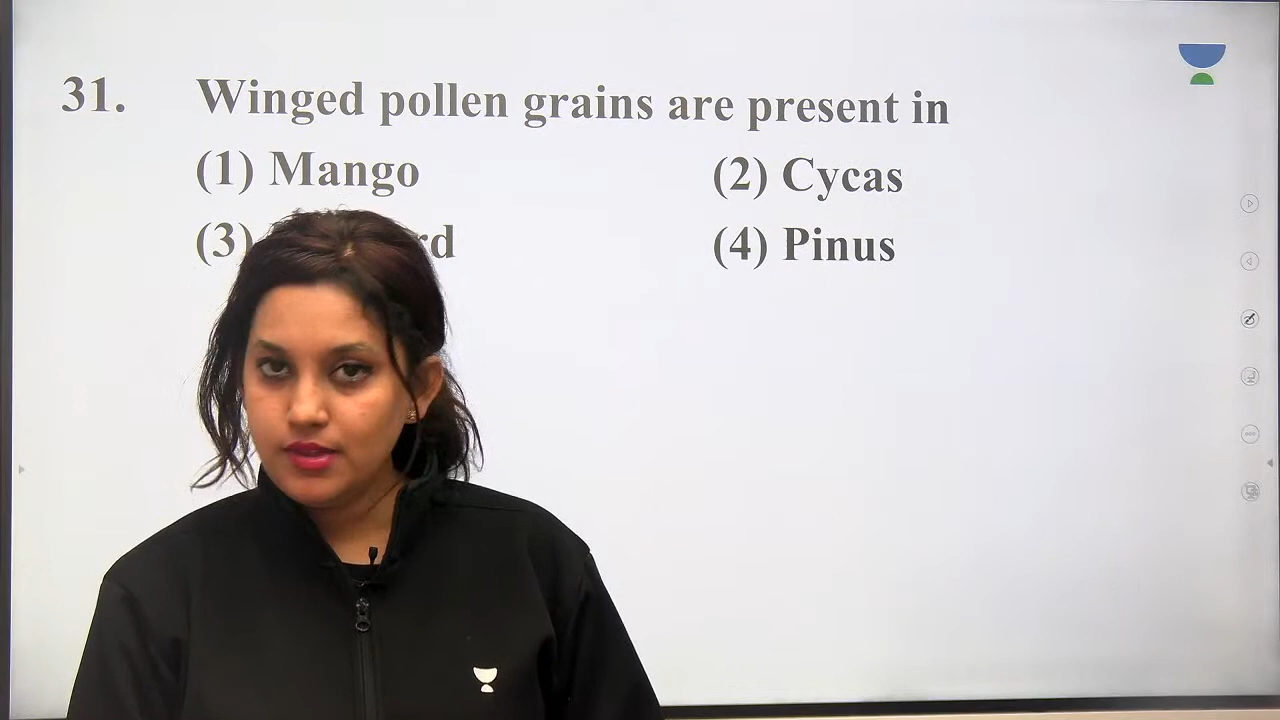 31. Winged pollen grains are present in
(1) Mango (2) Cycas
(3) (4) Pinus